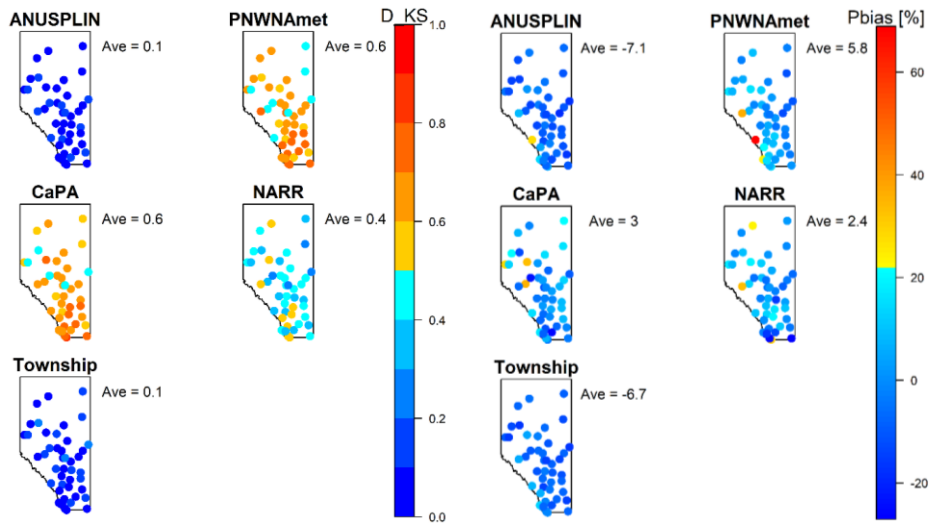 ANUSPLIN
Ave = 0.1
PNWNAmet
Ave = 0.6
CaPA
Ave = 0.6
NARR
Ave = 0.4
Township
Ave = 0.1
D_KS
1.0
0.8
0.6
0.4
0.2
0.0
ANUSPLIN
Ave = -7.1
PNWNAmet
Ave = 5.8
CaPA
Ave = 3
NARR
Ave = 2.4
Township
Ave = -6.7
Pbias [%]
60
40
20
0
-20